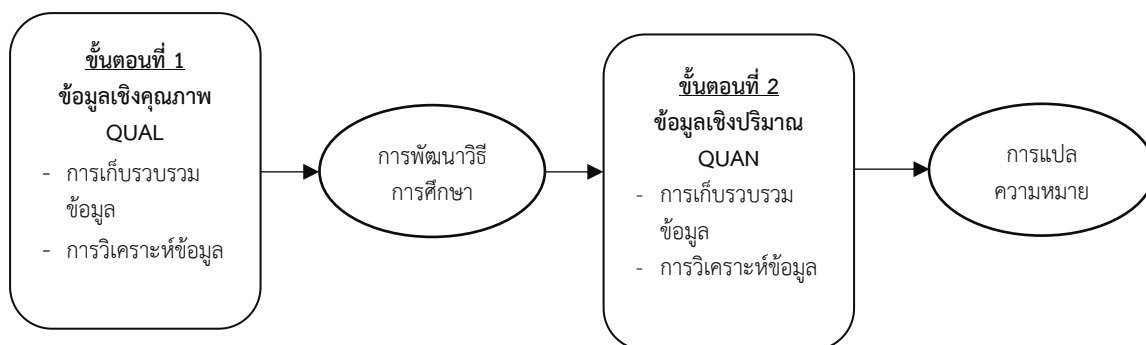 ขั้นตอนที่ 1
ข้อมูลเชิงคุณภาพ
QUAL
- การเก็บรวบรวม
ข้อมูล
- การวิเคราะห์ข้อมูล
การพัฒนาวิธี
การศึกษา
ขั้นตอนที่ 2
ข้อมูลเชิงปริมาณ
QUAN
- การเก็บรวบรวม
ข้อมูล
- การวิเคราะห์ข้อมูล
การแปล
ความหมาย